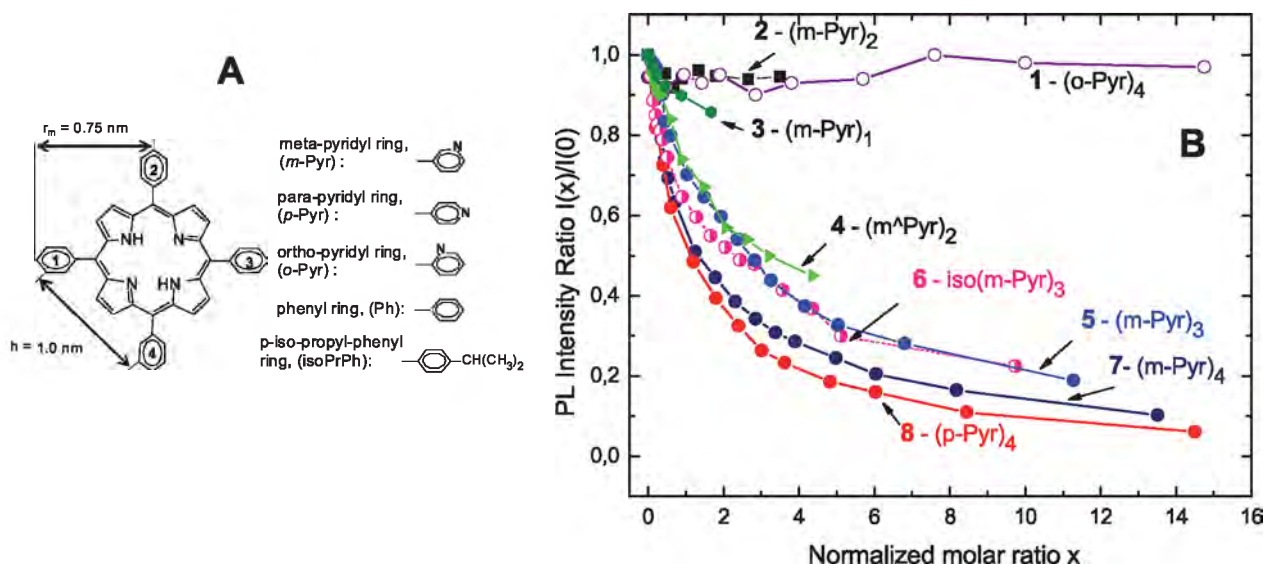 A
r_m = 0.75 nm
h = 1.0 nm
1
2
3
4
NH
N
N
HN
meta-pyridyl ring,
(m-Pyr) :
N
para-pyridyl ring,
(p-Pyr) :
N
ortho-pyridyl ring,
(o-Pyr) :
N
phenyl ring, (Ph):
p-iso-propyl-phenyl
ring, (isoPrPh):
CH(CH₃)₂
B
PL Intensity Ratio I(x)/I(0)
1,0
0,8
0,6
0,4
0,2
0,0
0 2 4 6 8 10 12 14 16
Normalized molar ratio x
2 - (m-Pyr)₂
1 - (o-Pyr)₄
3 - (m-Pyr)₁
4 - (m^Pyr)₂
6 - iso(m-Pyr)₃
5 - (m-Pyr)₃
7- (m-Pyr)₄
8 - (p-Pyr)₄